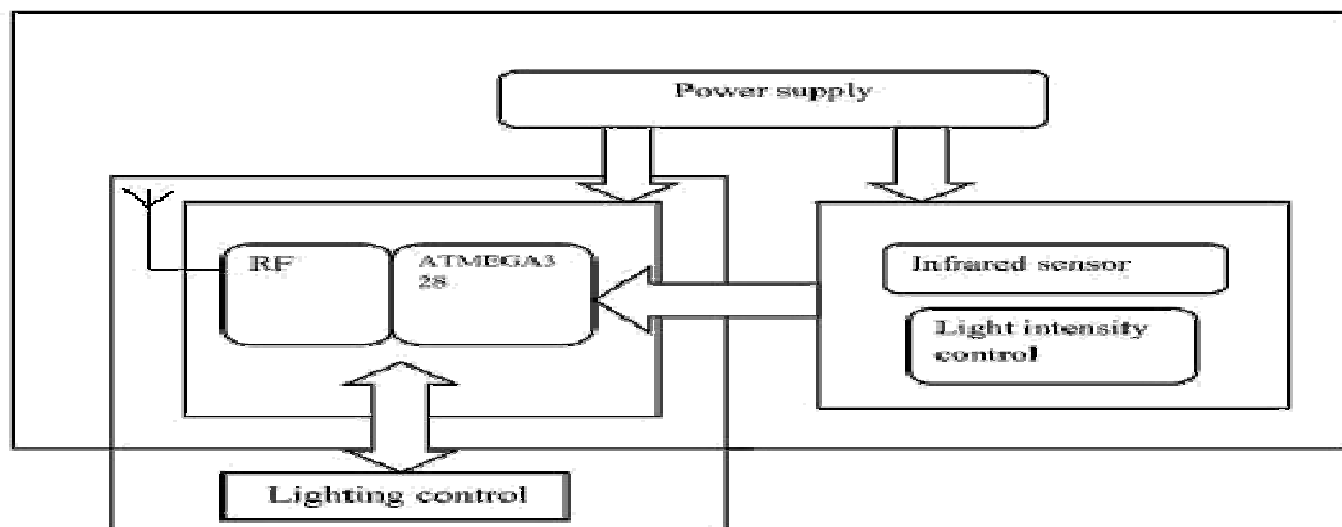 Power supply
RF
ATMEGA3
28
Infrared sensor
Light intensity
control
Lighting control